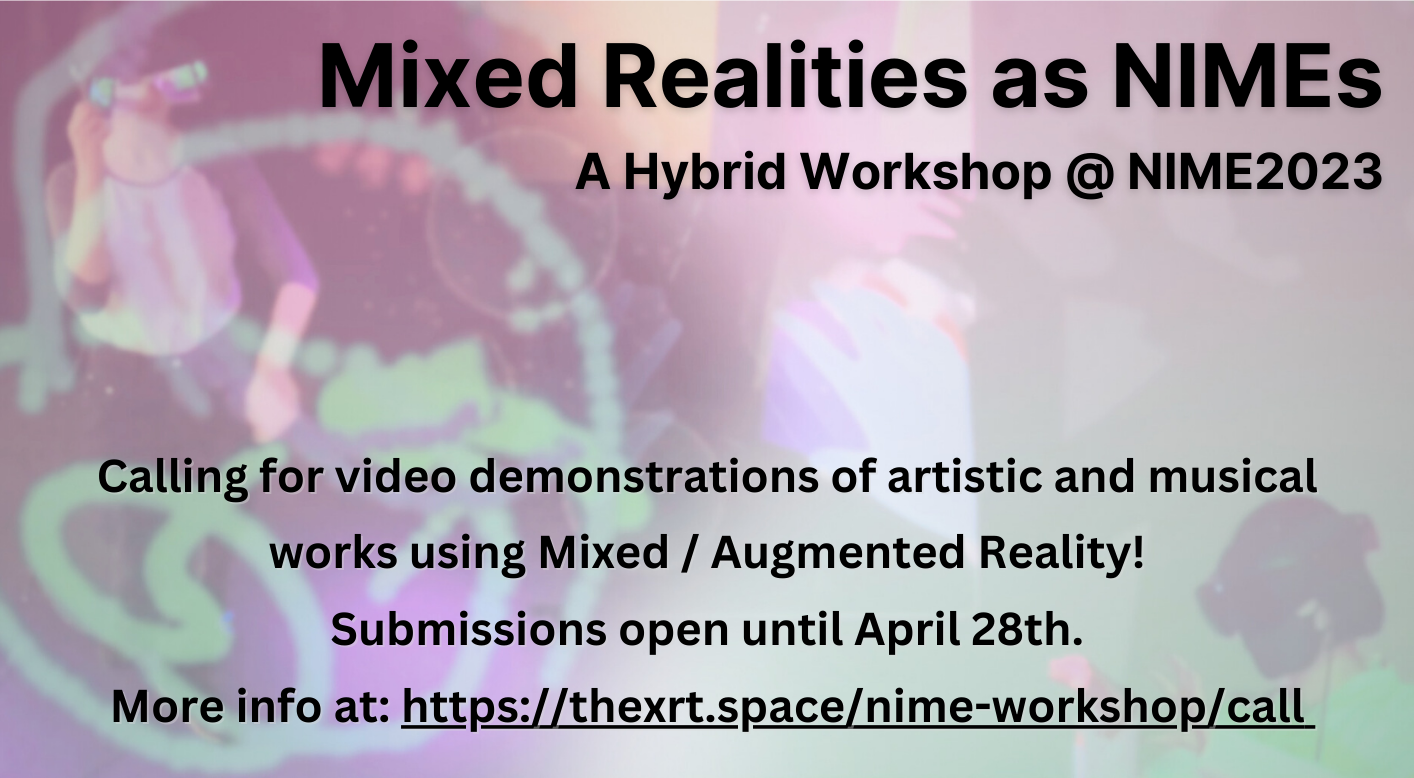 Mixed Realities as NIMEs
A Hybrid Workshop @ NIME2023
Calling for video demonstrations of artistic and musical
works using Mixed / Augmented Reality!
Submissions open until April 28th.
More info at: https://thexrt.space/nime-workshop/call